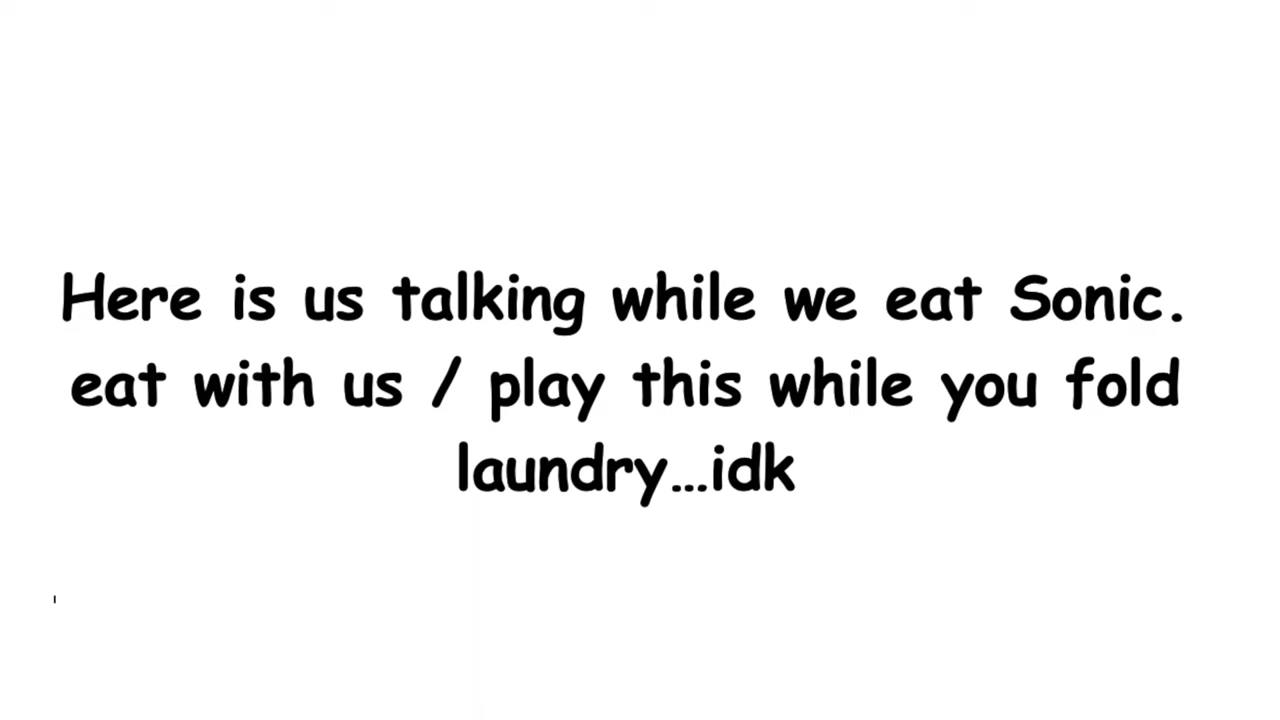 Here is us talking while we eat Sonic.
eat with us / play this while you fold
laundry...idk